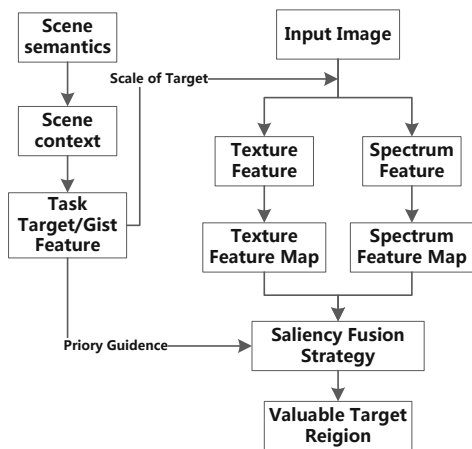 Scene
semantics
Input Image
Scale of Target
Scene
context
Texture
Feature
Spectrum
Feature
Task
Target/Gist
Feature
Texture
Feature Map
Spectrum
Feature Map
Priory Guidence
Saliency Fusion
Strategy
Valuable Target
Reigion